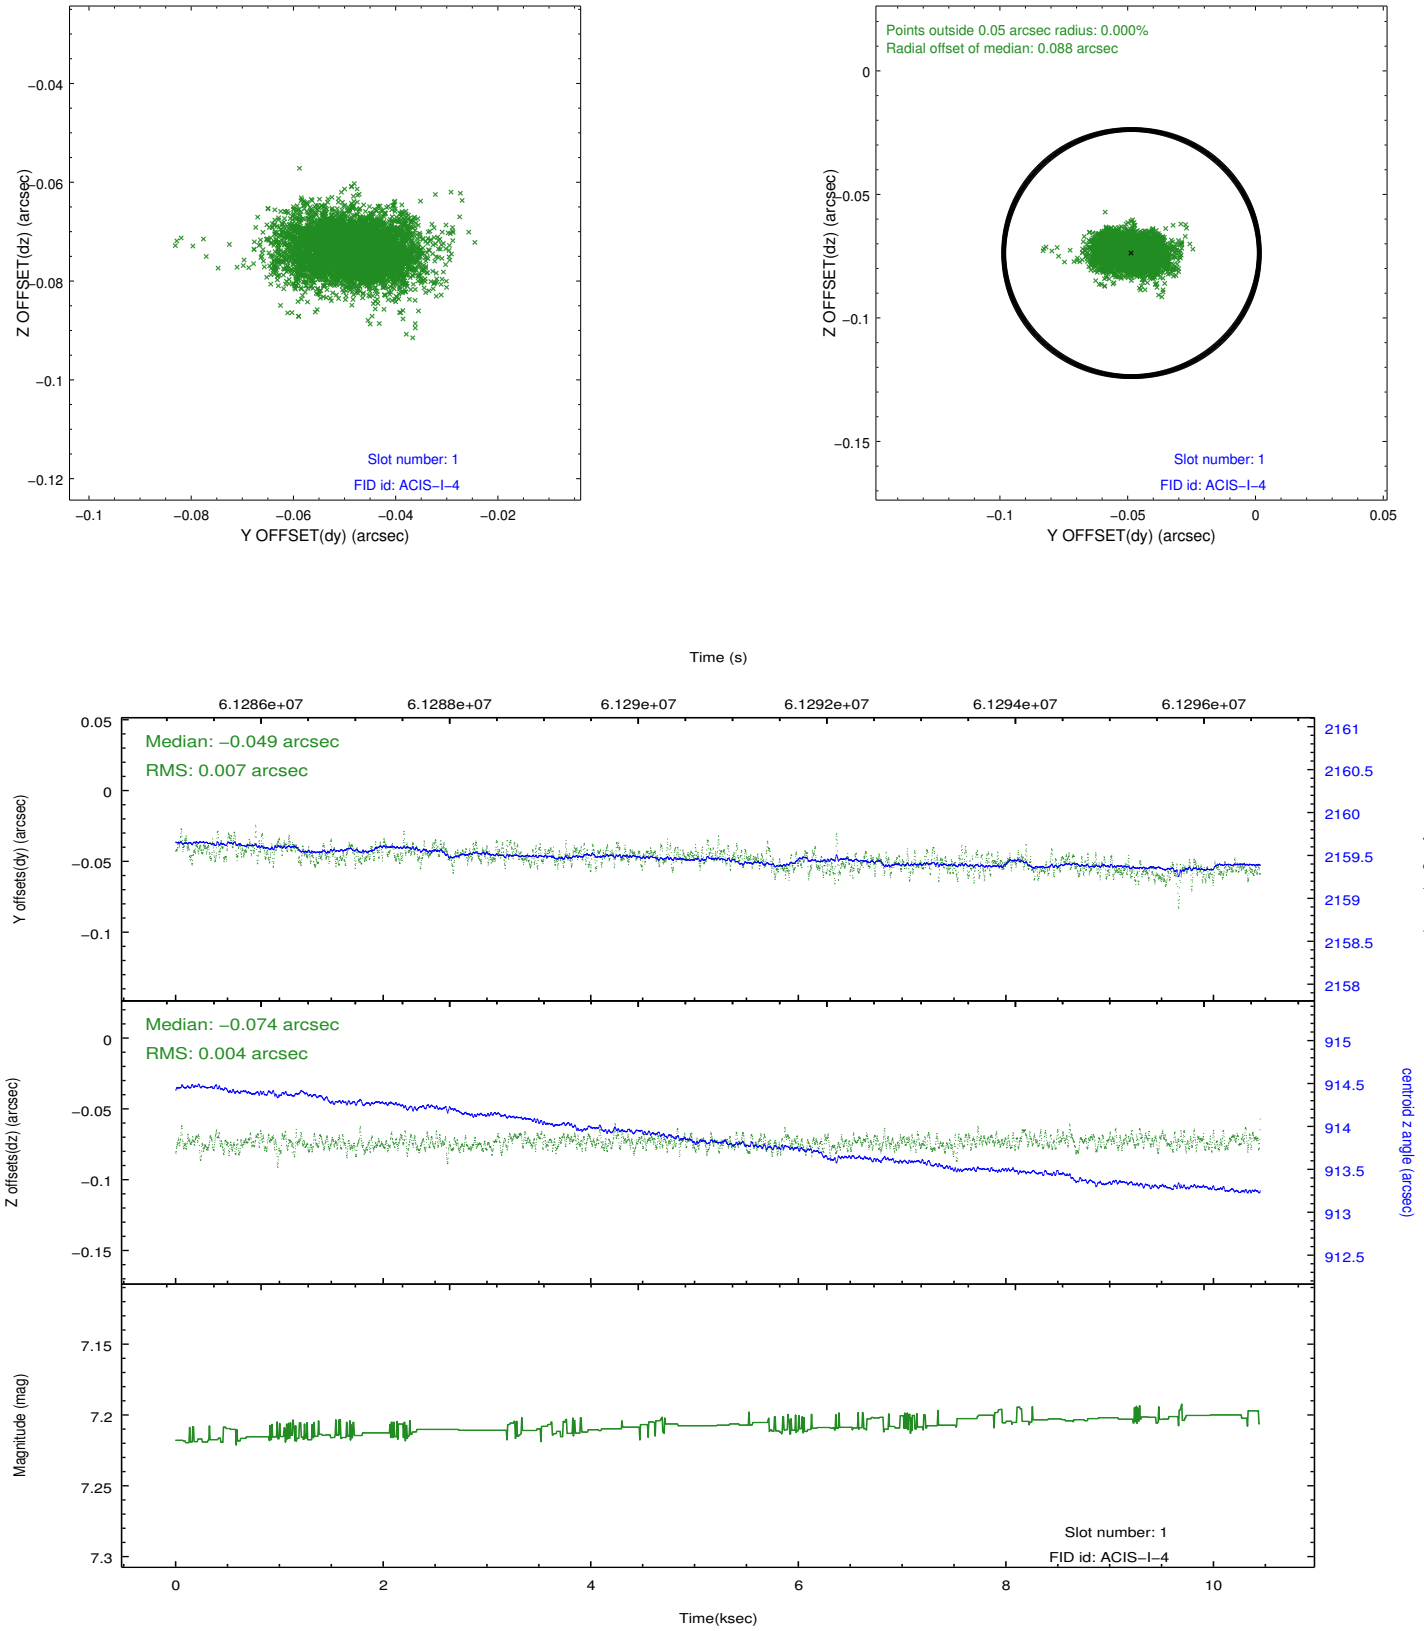 −0.04
−0.06
−0.08
−0.1
−0.12
Z OFFSET(dz) (arcsec)
−0.1
−0.08
−0.06
−0.04
−0.02
Y OFFSET(dy) (arcsec)
Slot number: 1
FID id: ACIS−I−4
Points outside 0.05 arcsec radius: 0.000%
Radial offset of median: 0.088 arcsec
0
−0.05
−0.1
−0.15
Z OFFSET(dz) (arcsec)
−0.1
−0.05
0
0.05
Y OFFSET(dy) (arcsec)
Slot number: 1
FID id: ACIS−I−4
Time (s)
6.1286e+07
6.1288e+07
6.129e+07
6.1292e+07
6.1294e+07
6.1296e+07
Median: −0.049 arcsec
RMS: 0.007 arcsec
0.05
0
−0.05
−0.1
Y offsets(dy) (arcsec)
2161
2160.5
2160
2159.5
2159
2158.5
2158
Median: −0.074 arcsec
RMS: 0.004 arcsec
0
−0.05
−0.1
−0.15
Z offsets(dz) (arcsec)
915
914.5
914
913.5
913
912.5
centroid z angle (arcsec)
7.15
7.2
7.25
7.3
Magnitude (mag)
Slot number: 1
FID id: ACIS−I−4
0
2
4
6
8
10
Time(ksec)